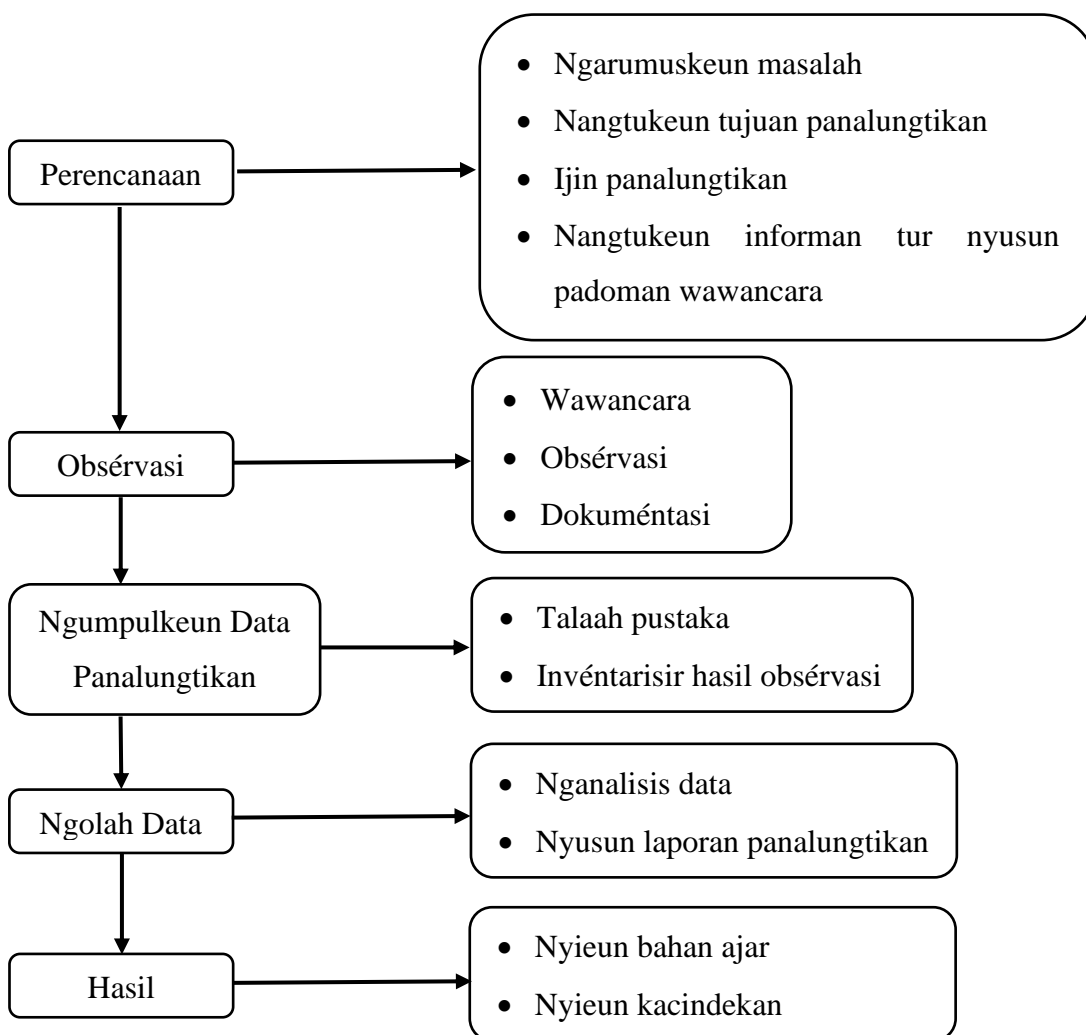 Perencanaan
• Ngarumuskeun masalah
• Nangtukeun tujuan panalungtikan
• Ijin panalungtikan
• Nangtukeun informan tur nyusun
padoman wawancara
Obsérvasi
• Wawancara
• Obsérvasi
• Dokuméntasi
Ngumpulkeun Data
Panalungtikan
• Talaah pustaka
• Invéntarisir hasil obsérvasi
Ngolah Data
• Nganalisis data
• Nyusun laporan panalungtikan
Hasil
• Nyieun bahan ajar
• Nyieun kacindekan